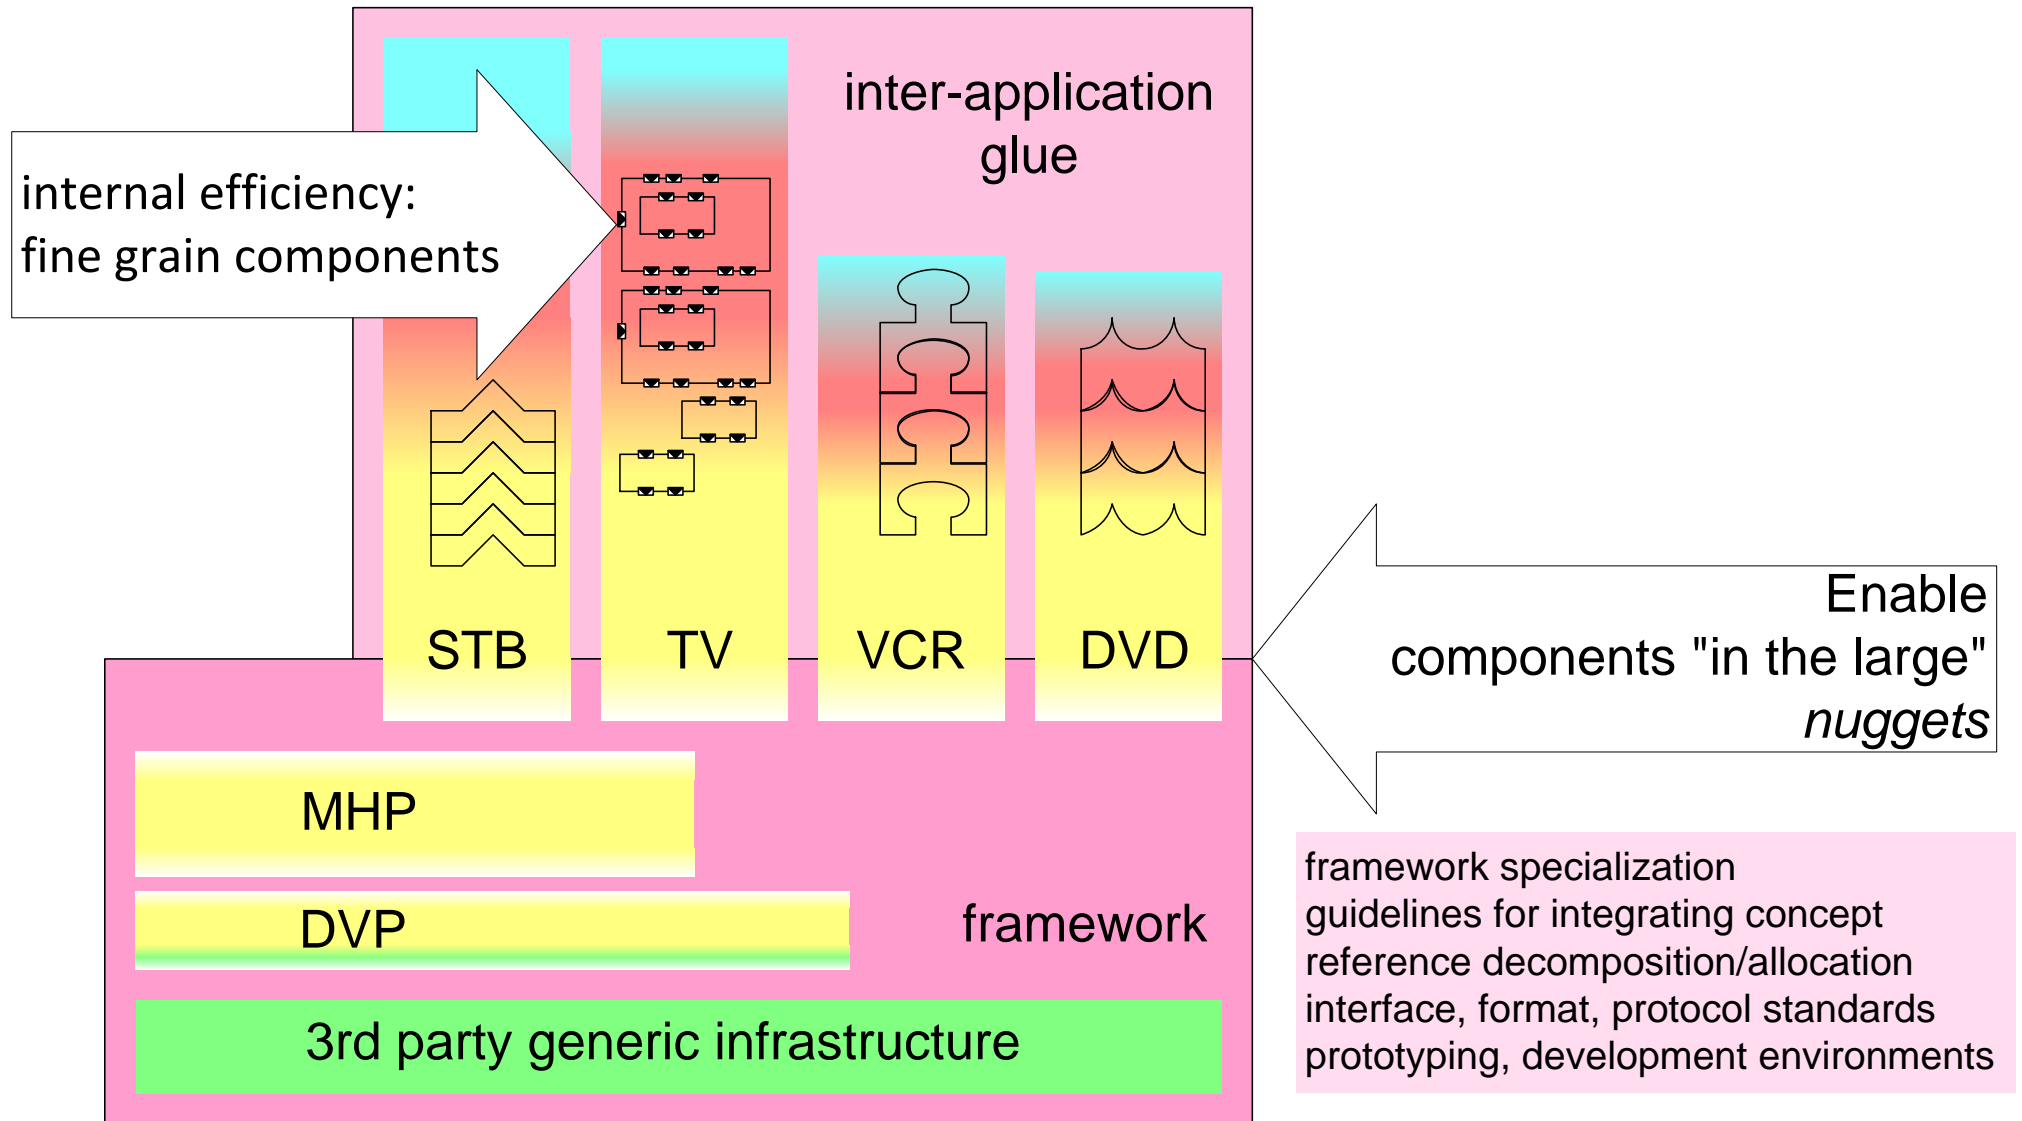 inter-application
glue
internal efficiency:
fine grain components
STB
TV
VCR
DVD
Enable
components "in the large"
nuggets
MHP
DVP
framework
3rd party generic infrastructure
framework specialization
guidelines for integrating concept
reference decomposition/allocation
interface, format, protocol standards
prototyping, development environments